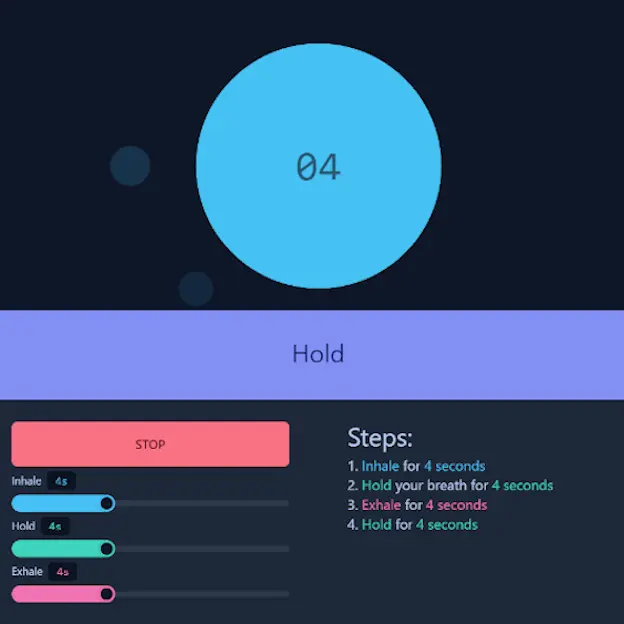 04
Hold
STOP
Inhale 4s
Hold 4s
Exhale 4s
Steps:
1. Inhale for 4 seconds
2. Hold your breath for 4 seconds
3. Exhale for 4 seconds
4. Hold for 4 seconds